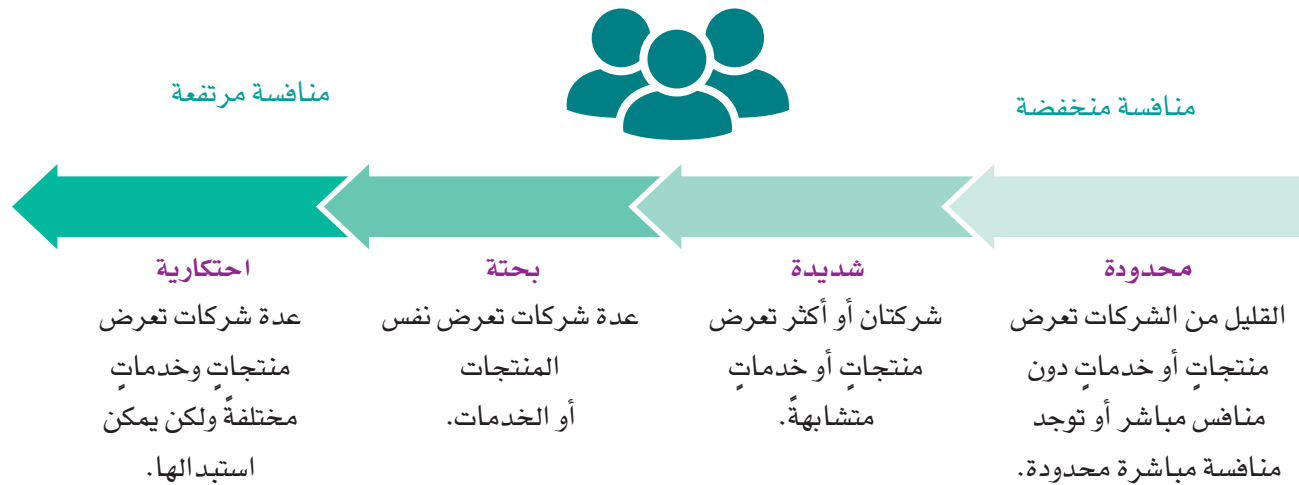 منافسة منخفضة
منافسة مرتفعة
محدودة
القليل من الشركات تعرض
منتجاتٍ أو خدماتٍ دون
منافس مباشر أو توجد
منافسة مباشرة محدودة.
شديدة
شركتان أو أكثر تعرض
منتجاتٍ أو خدماتٍ
متشابهةً.
بحتة
عدة شركات تعرض نفس
المنتجات
أو الخدمات.
احتكارية
عدة شركات تعرض
منتجاتٍ وخدماتٍ
مختلفةً ولكن يمكن
استبدالها.